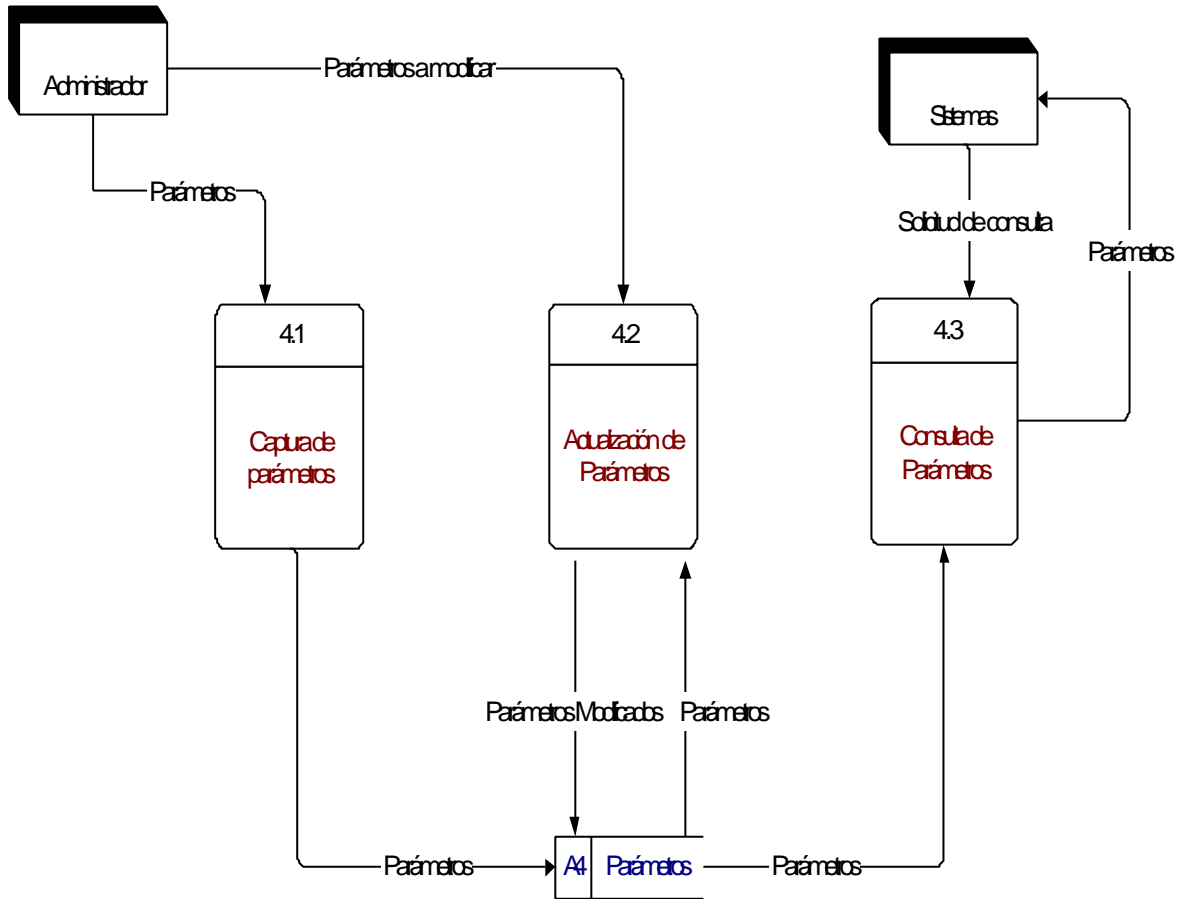 Administrador
Parámetros a modificar
Sistemas
Parámetros
Solicitud de consulta
Parámetros
4.1
4.2
4.3
Captura de
parámetros
Actualización de
Parámetros
Consulta de
Parámetros
Parámetros Modificados
Parámetros
Parámetros
A4
Parámetros
Parámetros